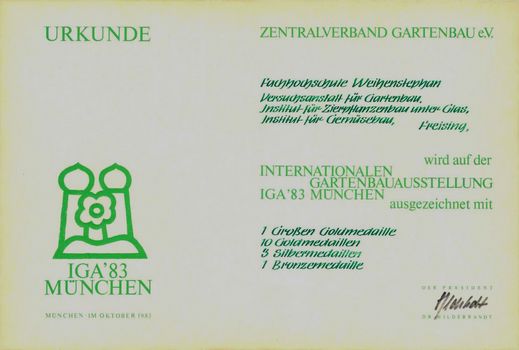 URKUNDE
ZENTRALVERBAND GARTENBAU e.V.
Fachhochschule Weihenstephan
Versuchsanstalt für Gartenbau,
Institut für Zierpflanzenbau unter Glas,
Institut für Gemüsebau, Freising,
wird auf der
INTERNATIONALEN
GARTENBAUAUSSTELLUNG
IGA'83 MÜNCHEN
ausgezeichnet mit
1 Großen Goldmedaille
10 Goldmedaillen
3 Silbermedaillen
1 Bronzemedaille
IGA'83
MÜNCHEN
MÜNCHEN · IM OKTOBER 1983
DER PRÄSIDENT
DR. HILDEBRANDT